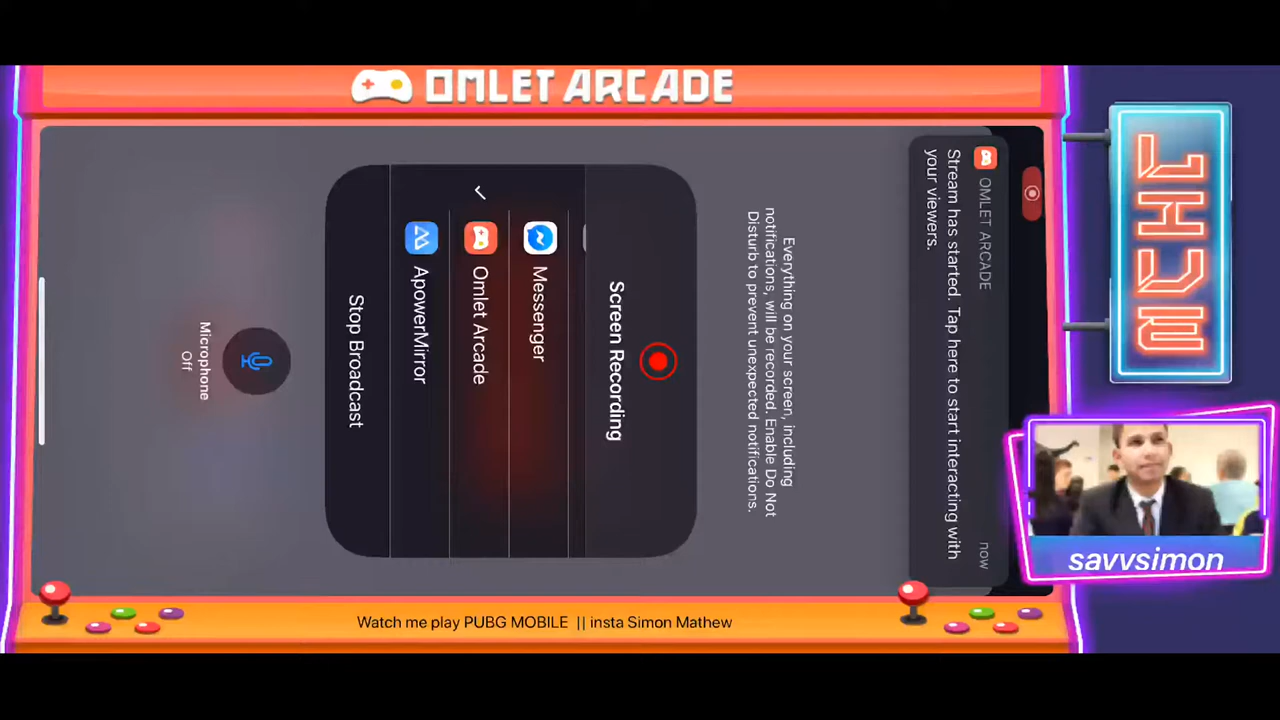 OMLET ARCADE
OMLET ARCADE
now
Stream has started. Tap here to start interacting with
your viewers.
Everything on your screen, including
notifications, will be recorded. Enable Do Not
Disturb to prevent unexpected notifications.
Screen Recording
Messenger
Omlet Arcade
ApowerMirror
Stop Broadcast
Microphone
Off
savvsimon
Watch me play PUBG MOBILE || insta Simon Mathew